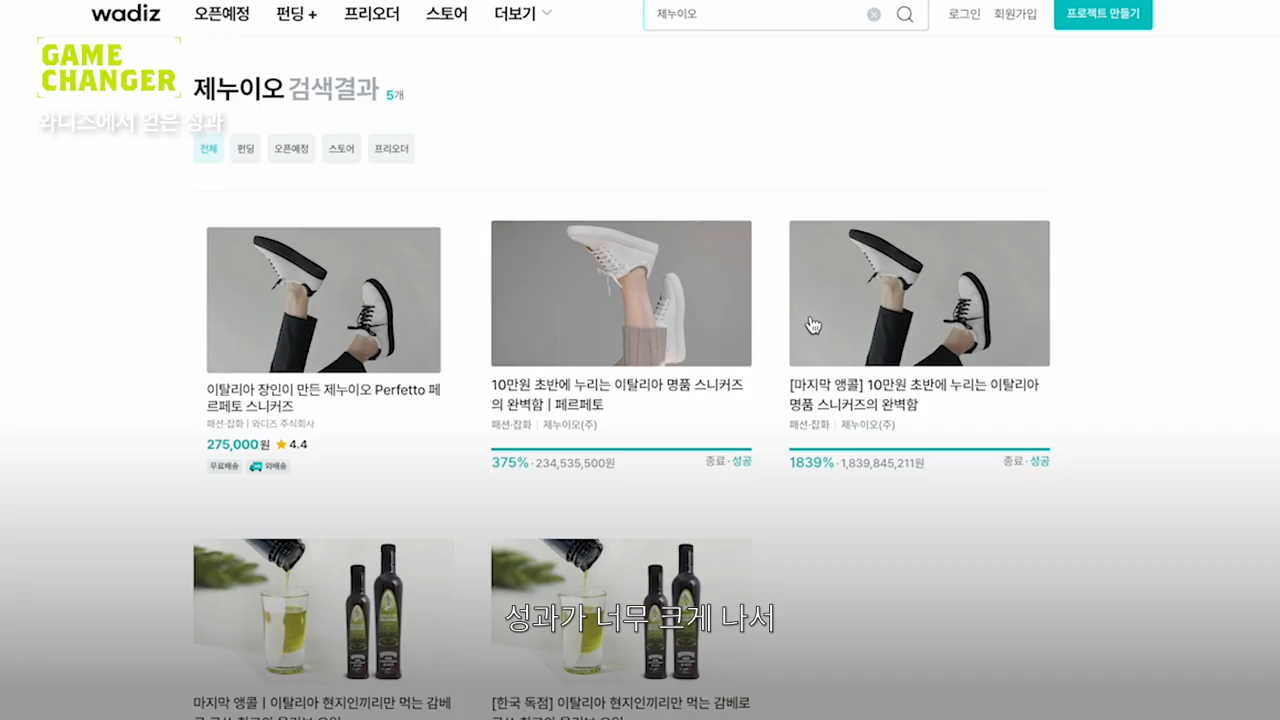 wadiz
오픈예정
펀딩 +
프리오더
스토어
더보기
제누이오
로그인
회원가입
프로젝트 만들기
GAME
CHANGER
와디즈에서 얻은 성과
제누이오 검색결과 5개
전체
펀딩
오픈예정
스토어
프리오더
이탈리아 장인이 만든 제누이오 Perfetto 페
르페토 스니커즈
패션·잡화 | 와디즈 주식회사
275,000원 ★ 4.4
무료배송
와배송
10만원 초반에 누리는 이탈리아 명품 스니커즈
의 완벽함 | 페르페토
패션·잡화 | 제누이오(주)
375% · 234,535,500원
종료 · 성공
[마지막 앵콜] 10만원 초반에 누리는 이탈리아
명품 스니커즈의 완벽함
패션·잡화 | 제누이오(주)
1839% · 1,839,845,211원
종료 · 성공
성과가 너무 크게 나서
마지막 앵콜 | 이탈리아 현지인끼리만 먹는 감베
[한국 독점] 이탈리아 현지인끼리만 먹는 감베로